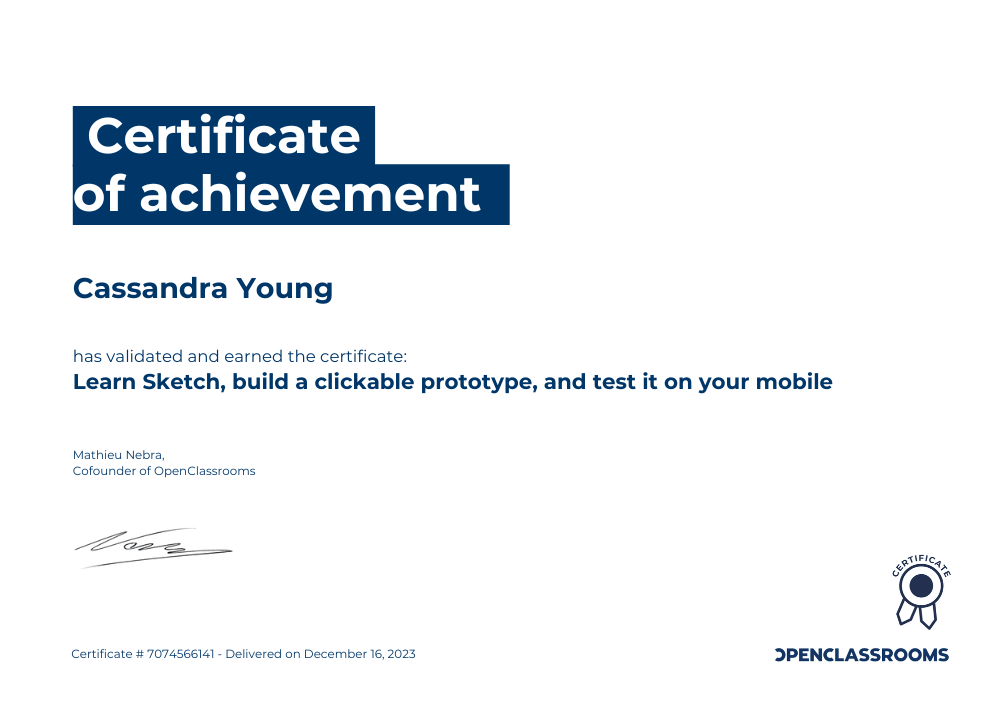 Certificate
of achievement
Cassandra Young
has validated and earned the certificate:
Learn Sketch, build a clickable prototype, and test it on your mobile
Mathieu Nebra,
Cofounder of OpenClassrooms
CERTIFICATE
Certificate # 7074566141 - Delivered on December 16, 2023
OPENCLASSROOMS